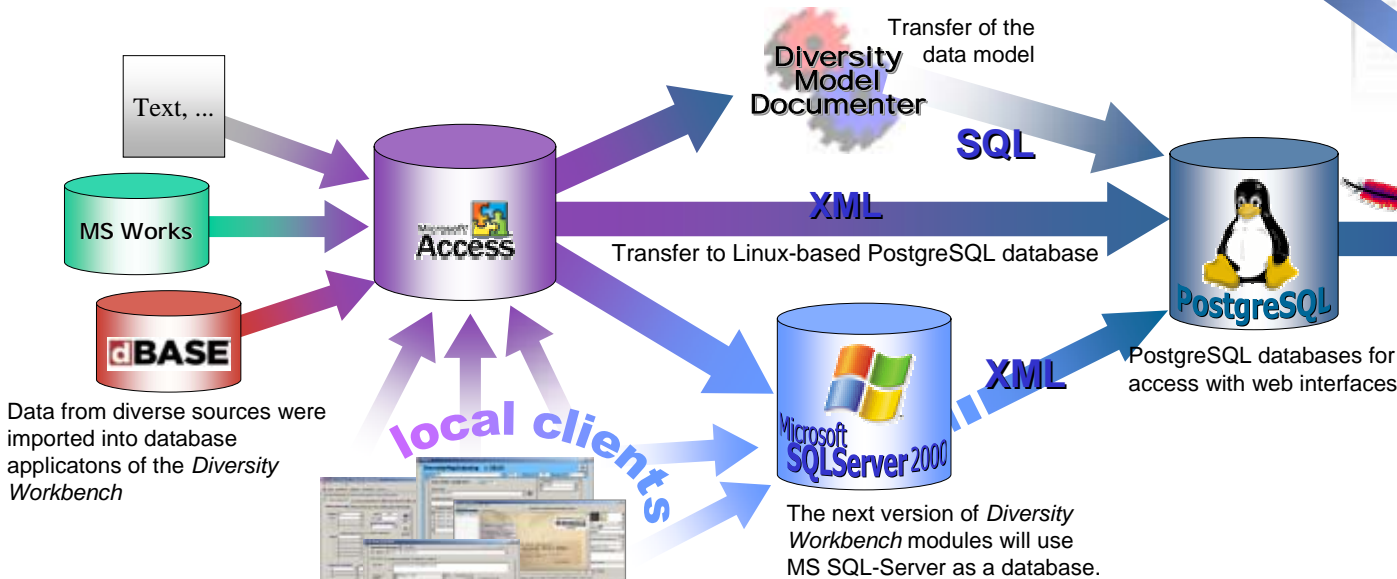 Text, ...
MS Works
dBASE
Data from diverse sources were
imported into database
applicatons of the Diversity
Workbench
Microsoft
Access
local clients
Diversity
Model
Documenter
Transfer of the
data model
SQL
XML
Transfer to Linux-based PostgreSQL database
Microsoft
SQLServer 2000
XML
The next version of Diversity
Workbench modules will use
MS SQL-Server as a database.
PostgreSQL
PostgreSQL databases for
access with web interfaces